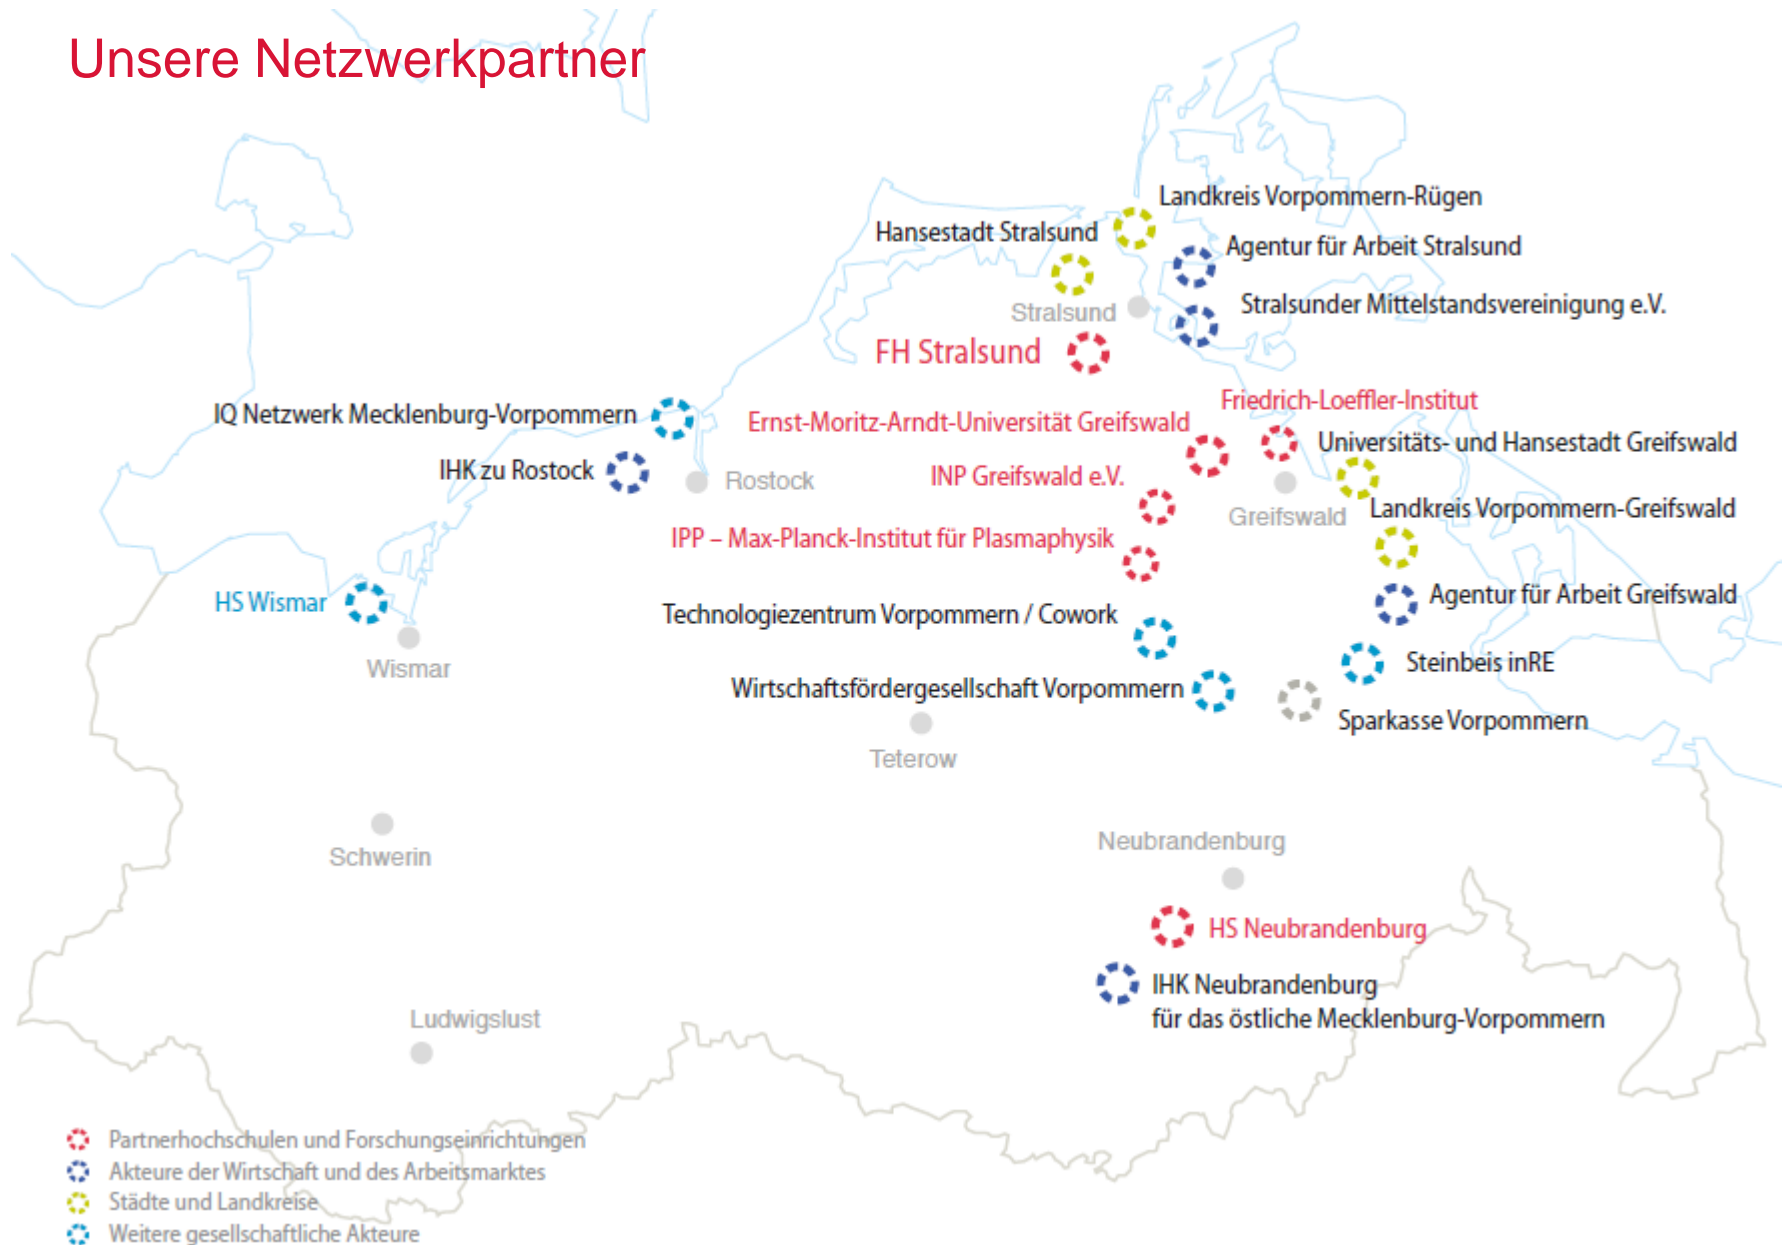 Unsere Netzwerkpartner
Landkreis Vorpommern-Rügen
Hansestadt Stralsund
Agentur für Arbeit Stralsund
Stralsund
Stralsunder Mittelstandsvereinigung e.V.
FH Stralsund
Friedrich-Loeffler-Institut
IQ Netzwerk Mecklenburg-Vorpommern
Ernst-Moritz-Arndt-Universität Greifswald
Universitäts- und Hansestadt Greifswald
IHK zu Rostock
Rostock
INP Greifswald e.V.
Greifswald
Landkreis Vorpommern-Greifswald
IPP – Max-Planck-Institut für Plasmaphysik
HS Wismar
Agentur für Arbeit Greifswald
Technologiezentrum Vorpommern / Cowork
Wismar
Steinbeis inRE
Wirtschaftsfördergesellschaft Vorpommern
Sparkasse Vorpommern
Teterow
Schwerin
Neubrandenburg
HS Neubrandenburg
IHK Neubrandenburg
für das östliche Mecklenburg-Vorpommern
Ludwigslust
Partnerhochschulen und Forschungseinrichtungen
Akteure der Wirtschaft und des Arbeitsmarktes
Städte und Landkreise
Weitere gesellschaftliche Akteure